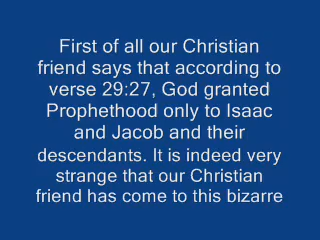 First of all our Christian
friend says that according to
verse 29:27, God granted
Prophethood only to Isaac
and Jacob and their
descendants. It is indeed very
strange that our Christian
friend has come to this bizarre